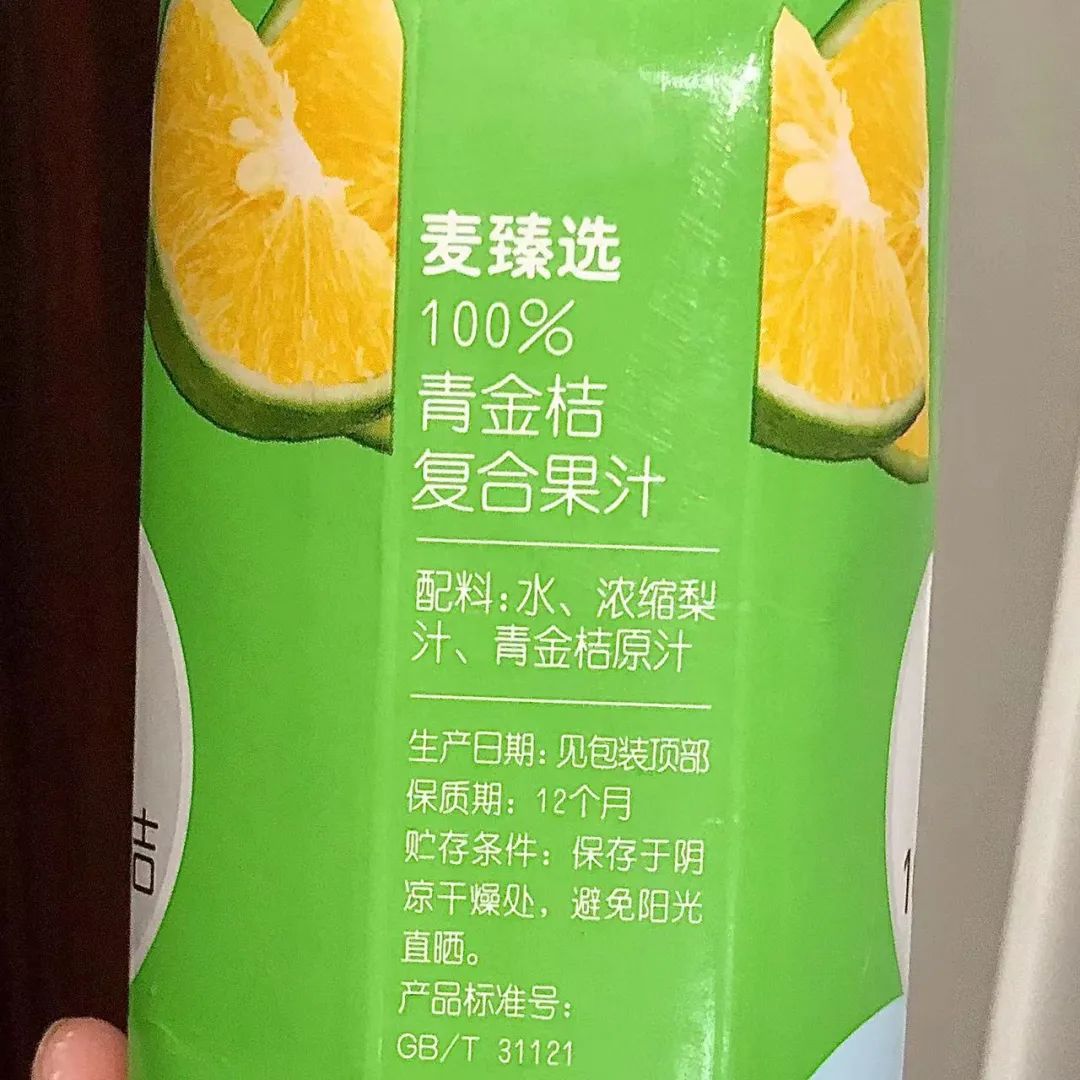 麦臻选
100%
青金桔
复合果汁
配料:水、浓缩梨
汁、青金桔原汁
生产日期:见包装顶部
保质期:12个月
贮存条件:保存于阴
凉干燥处,避免阳光
直晒。
产品标准号:
GB/T 31121
桔
1